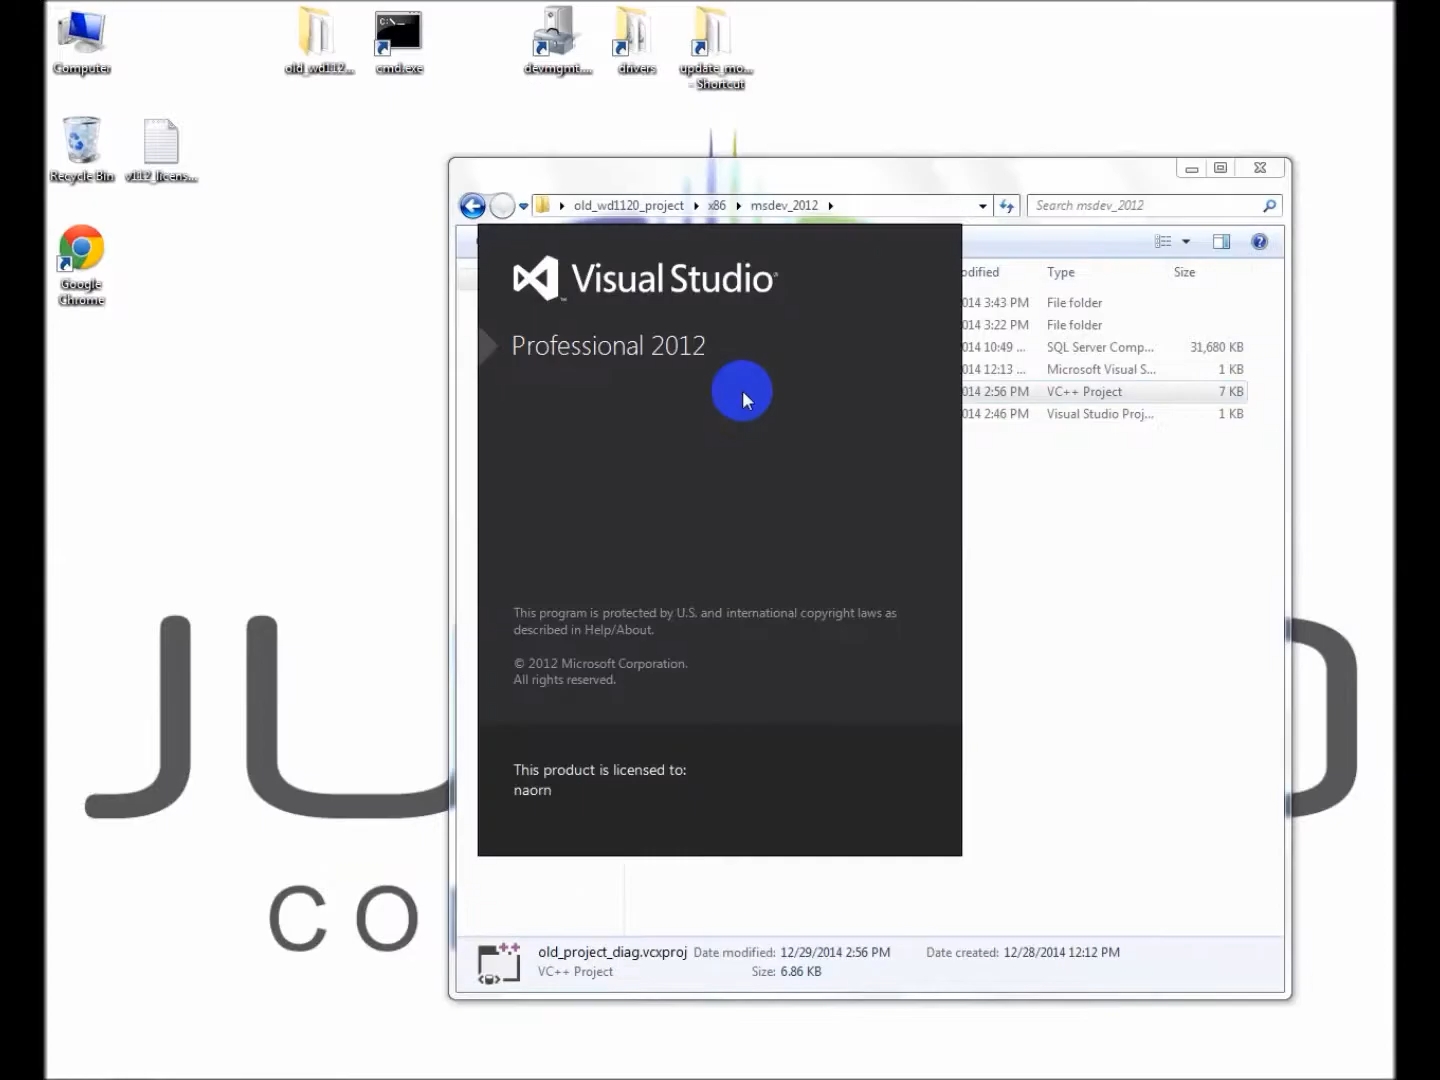 Computer
old_wd112...
cmd.exe
devmgmt....
drivers
update_mo...
- Shortcut
Recycle Bin
v112_licens...
Google
Chrome
old_wd1120_project
x86
msdev_2012
Search msdev_2012
odified
Type
Size
014 3:43 PM
File folder
014 3:22 PM
File folder
014 10:49 ...
SQL Server Comp...
31,680 KB
014 12:13 ...
Microsoft Visual S...
1 KB
014 2:56 PM
VC++ Project
7 KB
014 2:46 PM
Visual Studio Proj...
1 KB
Visual Studio
Professional 2012
This program is protected by U.S. and international copyright laws as
described in Help/About.
© 2012 Microsoft Corporation.
All rights reserved.
This product is licensed to:
naorn
JU
CO
old_project_diag.vcxproj
Date modified: 12/29/2014 2:56 PM
Date created: 12/28/2014 12:12 PM
VC++ Project
Size: 6.86 KB